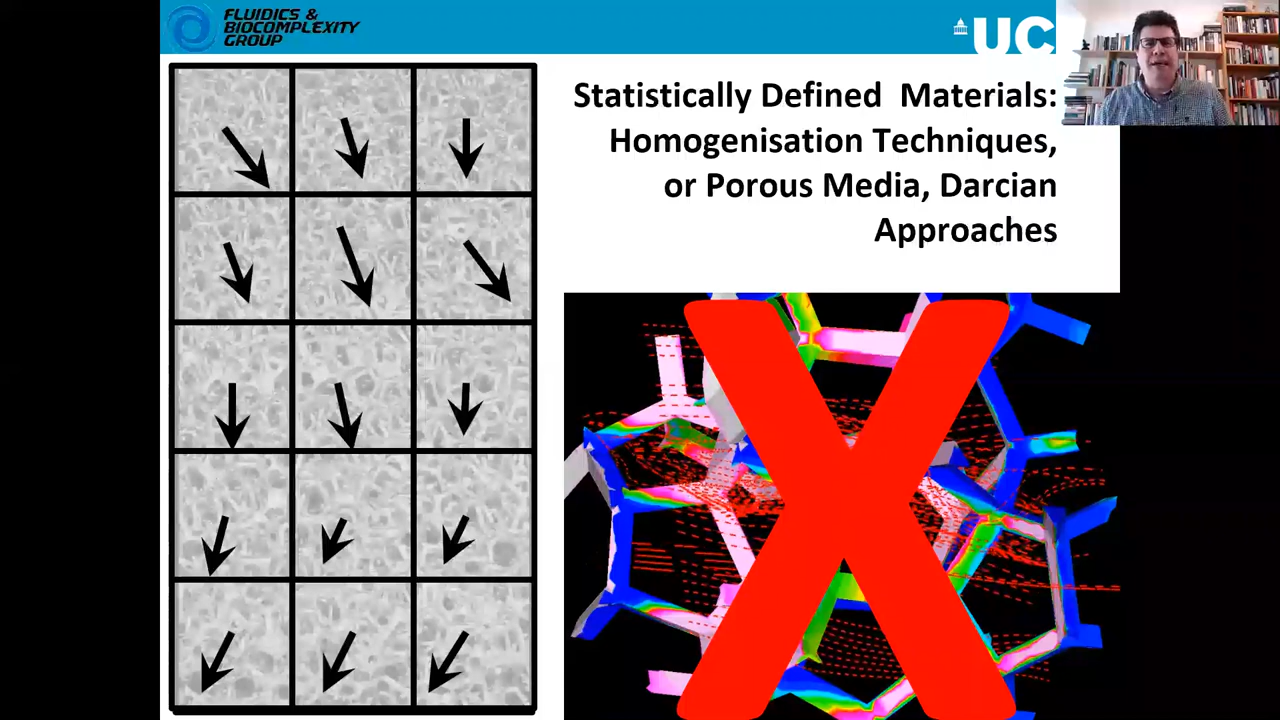 FLUIDICS &
BIOCOMPLEXITY
GROUP
UC
Statistically Defined Materials:
Homogenisation Techniques,
or Porous Media, Darcian
Approaches